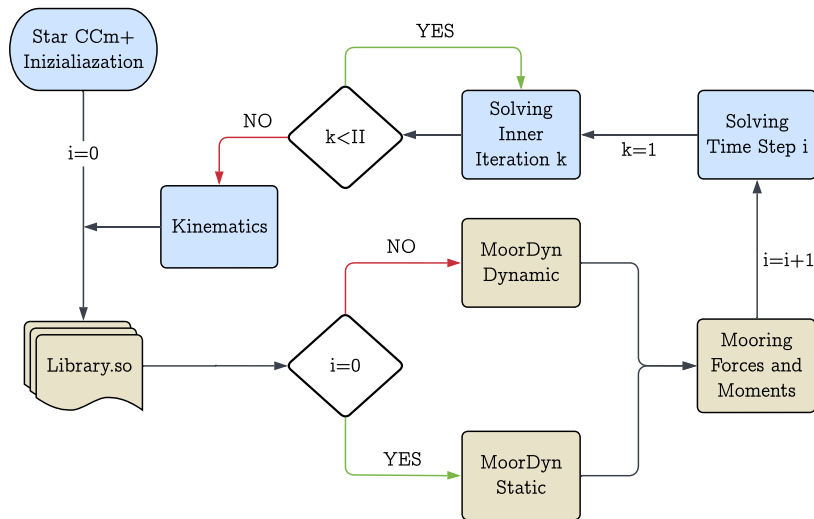 Star CCm+
Inizialiazation
i=0
YES
NO
k<II
Solving
Inner
Iteration k
k=1
Solving
Time Step i
Kinematics
i=i+1
NO
MoorDyn
Dynamic
Library.so
i=0
Mooring
Forces and
Moments
YES
MoorDyn
Static